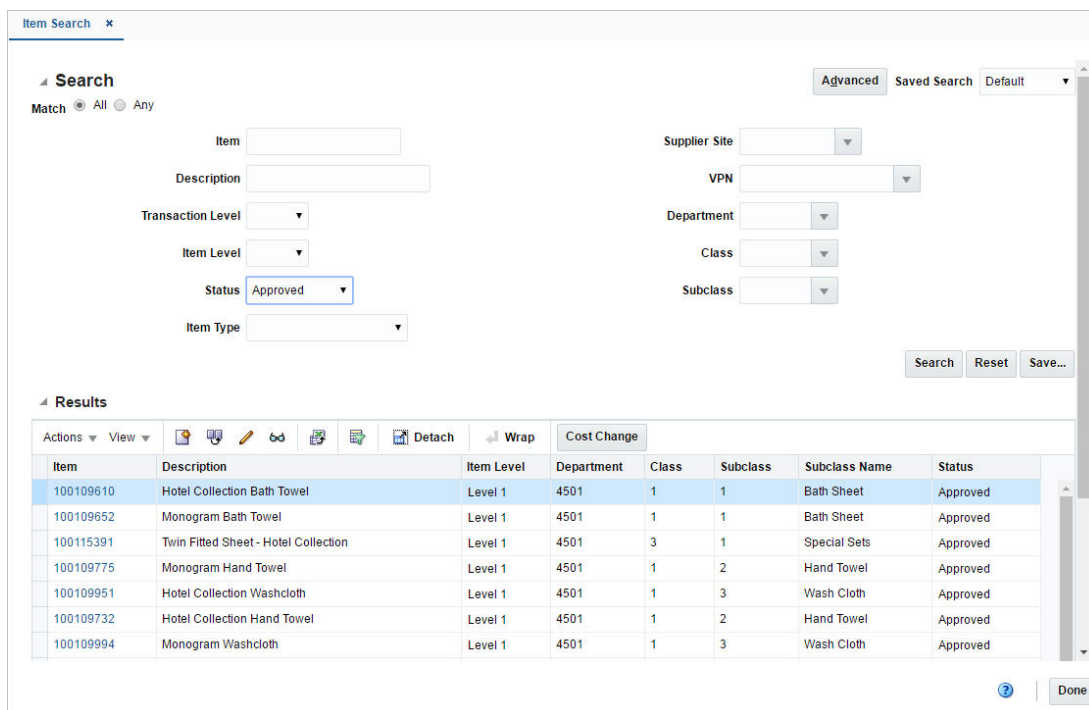 Item Search ×
Search
Advanced Saved Search Default
Match All Any
Item Supplier Site
Description VPN
Transaction Level Department
Item Level Class
Status Approved Subclass
Item Type
Search Reset Save...
Results
Actions View Detach Wrap Cost Change
Item Description Item Level Department Class Subclass Subclass Name Status
100109610 Hotel Collection Bath Towel Level 1 4501 1 1 Bath Sheet Approved
100109652 Monogram Bath Towel Level 1 4501 1 1 Bath Sheet Approved
100115391 Twin Fitted Sheet - Hotel Collection Level 1 4501 3 1 Special Sets Approved
100109775 Monogram Hand Towel Level 1 4501 1 2 Hand Towel Approved
100109951 Hotel Collection Washcloth Level 1 4501 1 3 Wash Cloth Approved
100109732 Hotel Collection Hand Towel Level 1 4501 1 2 Hand Towel Approved
100109994 Monogram Washcloth Level 1 4501 1 3 Wash Cloth Approved
? Done